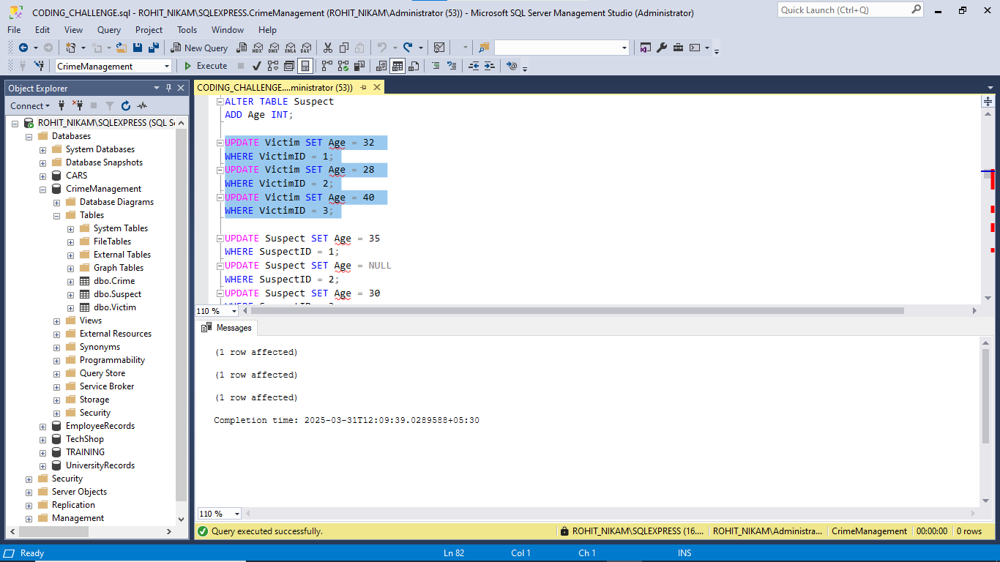 CODING_CHALLENGE.sql - ROHIT_NIKAM\SQLEXPRESS.CrimeManagement (ROHIT_NIKAM\Administrator (53)) - Microsoft SQL Server Management Studio (Administrator)
Quick Launch (Ctrl+Q)
File Edit View Query Project Tools Window Help
New Query
MDX DMX XMLA DAX
CrimeManagement
Execute
Object Explorer
Connect
ROHIT_NIKAM\SQLEXPRESS (SQL Se
Databases
System Databases
Database Snapshots
CARS
CrimeManagement
Database Diagrams
Tables
System Tables
FileTables
External Tables
Graph Tables
dbo.Crime
dbo.Suspect
dbo.Victim
Views
External Resources
Synonyms
Programmability
Query Store
Service Broker
Storage
Security
EmployeeRecords
TechShop
TRAINING
UniversityRecords
Security
Server Objects
Replication
Management
CODING_CHALLENGE....ministrator (53))
ALTER TABLE Suspect
ADD Age INT;
UPDATE Victim SET Age = 32
WHERE VictimID = 1;
UPDATE Victim SET Age = 28
WHERE VictimID = 2;
UPDATE Victim SET Age = 40
WHERE VictimID = 3;
UPDATE Suspect SET Age = 35
WHERE SuspectID = 1;
UPDATE Suspect SET Age = NULL
WHERE SuspectID = 2;
UPDATE Suspect SET Age = 30
110 %
Messages
(1 row affected)
(1 row affected)
(1 row affected)
Completion time: 2025-03-31T12:09:39.0289588+05:30
110 %
Query executed successfully.
ROHIT_NIKAM\SQLEXPRESS (16.... ROHIT_NIKAM\Administra... CrimeManagement 00:00:00 0 rows
Ready Ln 82 Col 1 Ch 1 INS